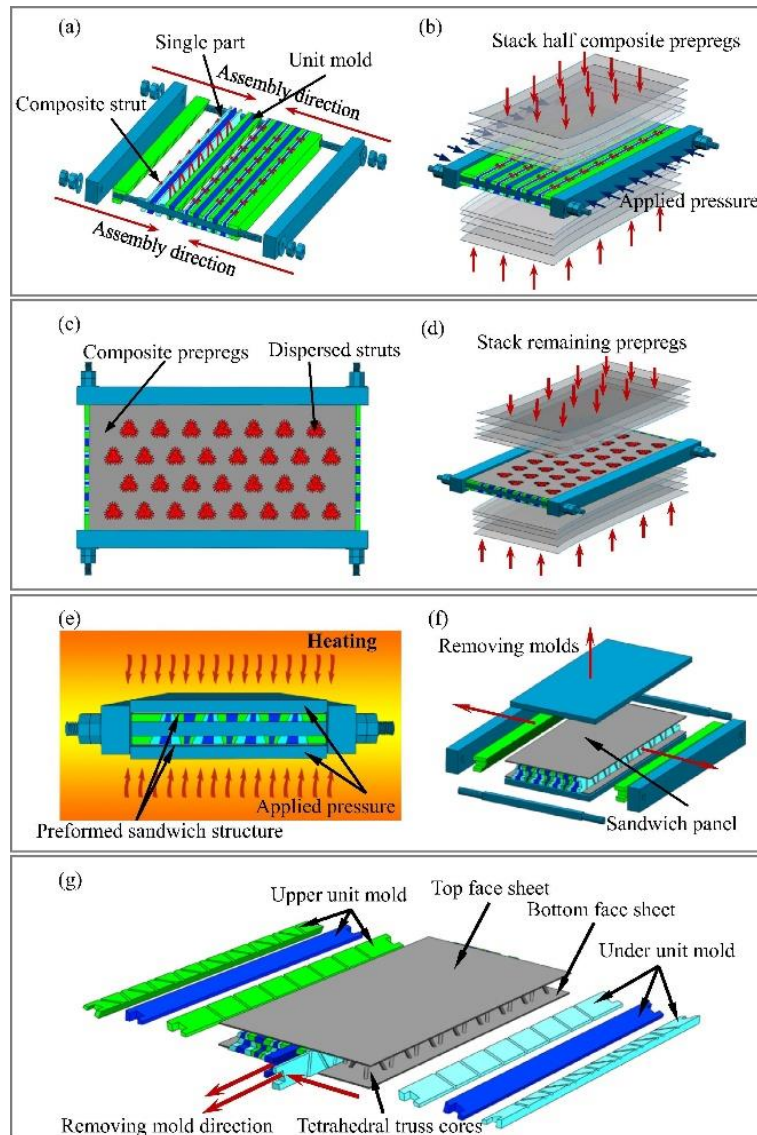 (a)
Single part
Unit mold
Assembly direction
Composite strut
Assembly direction
(b)
Stack half composite prepregs
Applied pressure
(c)
Composite prepregs
Dispersed struts
(d)
Stack remaining prepregs
(e)
Heating
Applied pressure
Preformed sandwich structure
(f)
Removing molds
Sandwich panel
(g)
Upper unit mold
Top face sheet
Bottom face sheet
Under unit mold
Removing mold direction
Tetrahedral truss cores